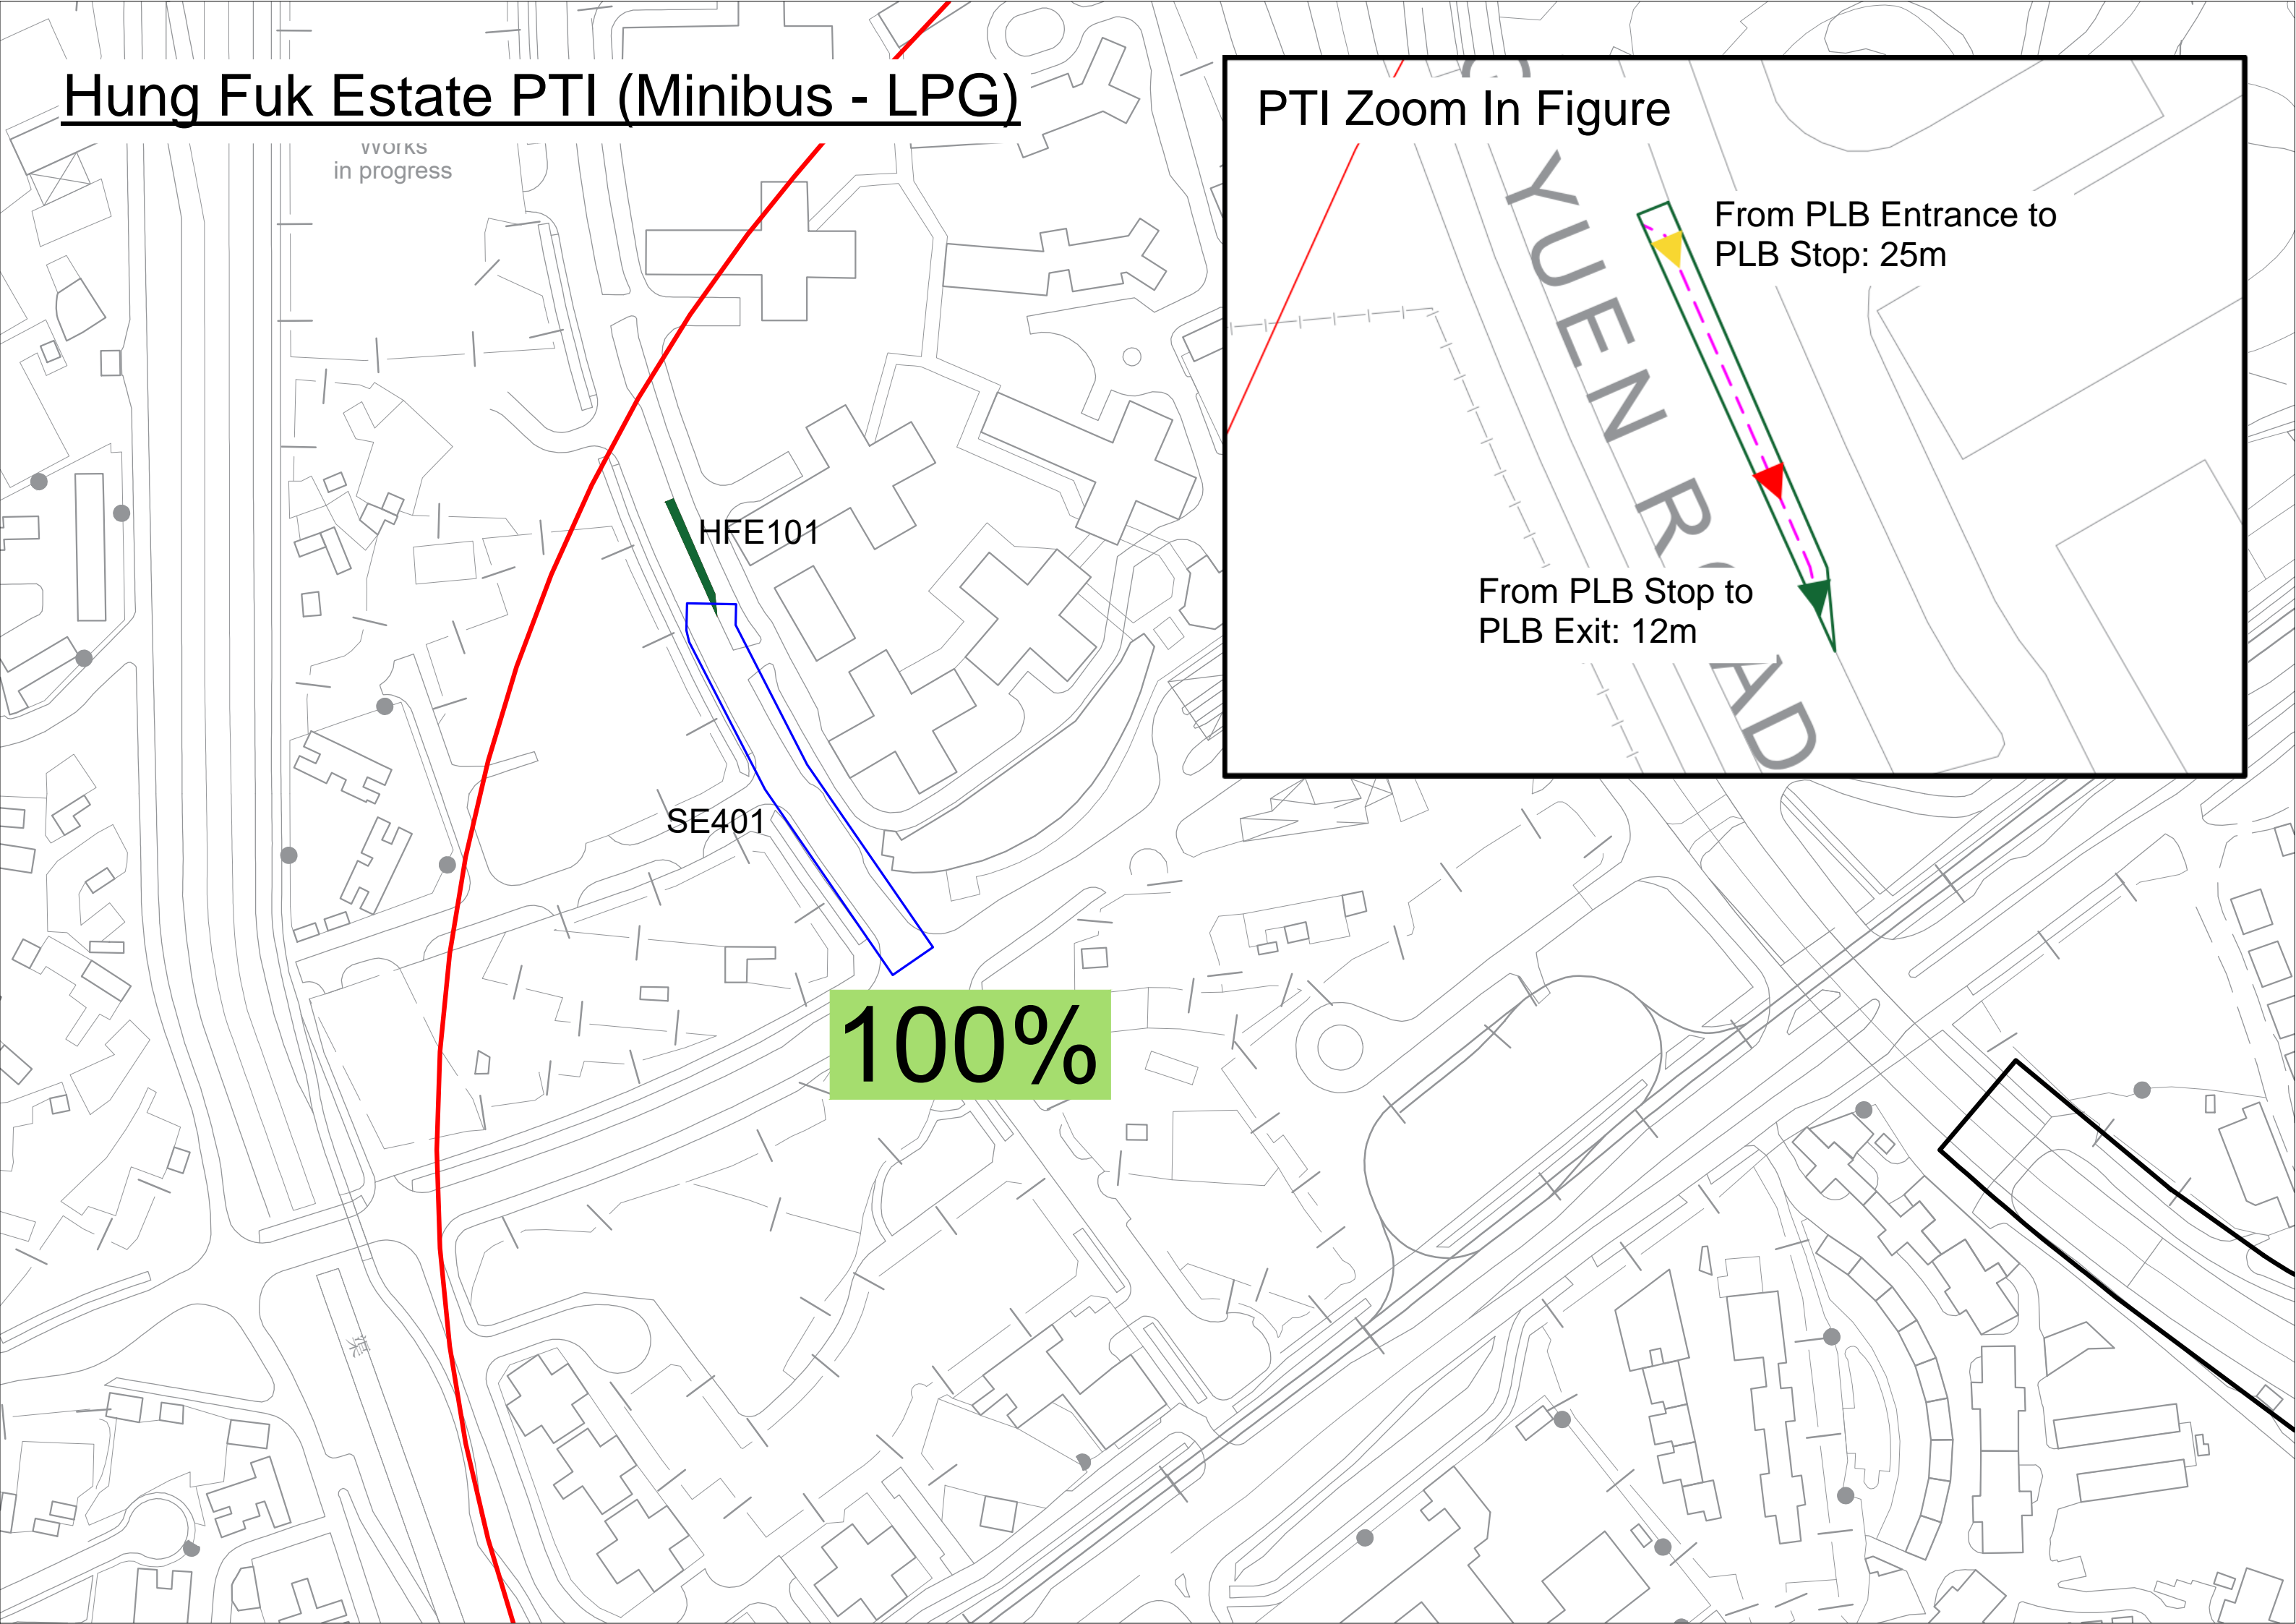 Hung Fuk Estate PTI (Minibus - LPG)
Works
in progress
PTI Zoom In Figure
YUEN ROAD
From PLB Entrance to
PLB Stop: 25m
From PLB Stop to
PLB Exit: 12m
HFE101
SE401
100%